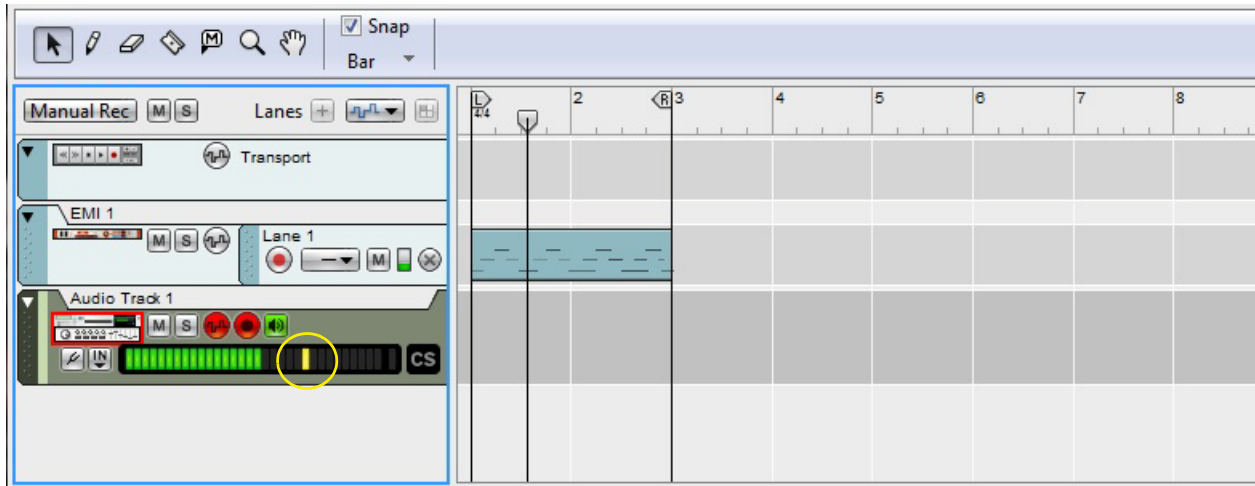 M
Snap
Bar
Manual Rec M S Lanes +
L R
4/4 2 3 4 5 6 7 8
Transport
EMI 1
M S Lane 1
M
Audio Track 1
M S
IN CS